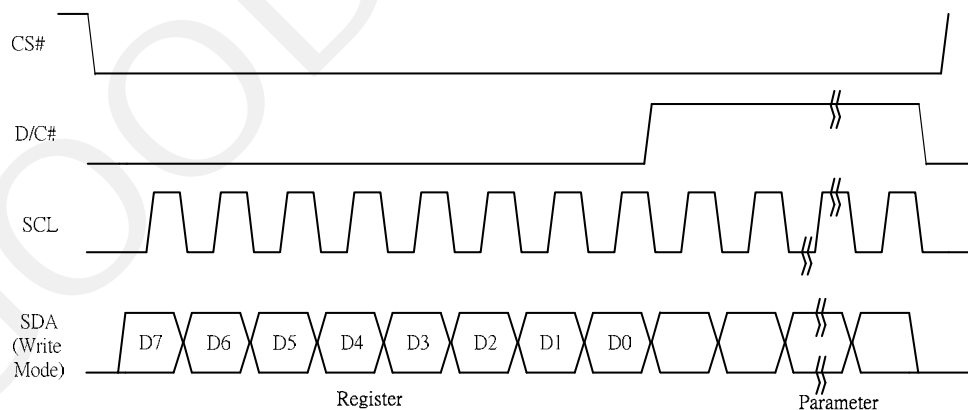 CS#
D/C#
SCL
SDA
(Write
Mode)
D7 D6 D5 D4 D3 D2 D1 D0
Register Parameter